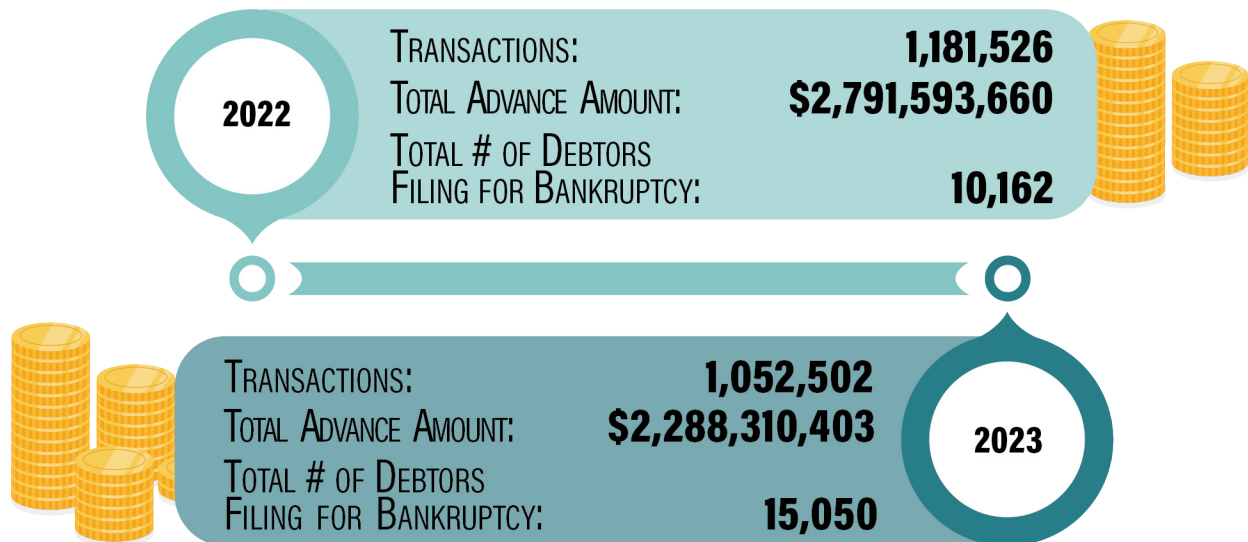 2022
Transactions: 1,181,526
Total Advance Amount: $2,791,593,660
Total # of Debtors
Filing for Bankruptcy: 10,162
Transactions: 1,052,502
Total Advance Amount: $2,288,310,403
2023
Total # of Debtors
Filing for Bankruptcy: 15,050